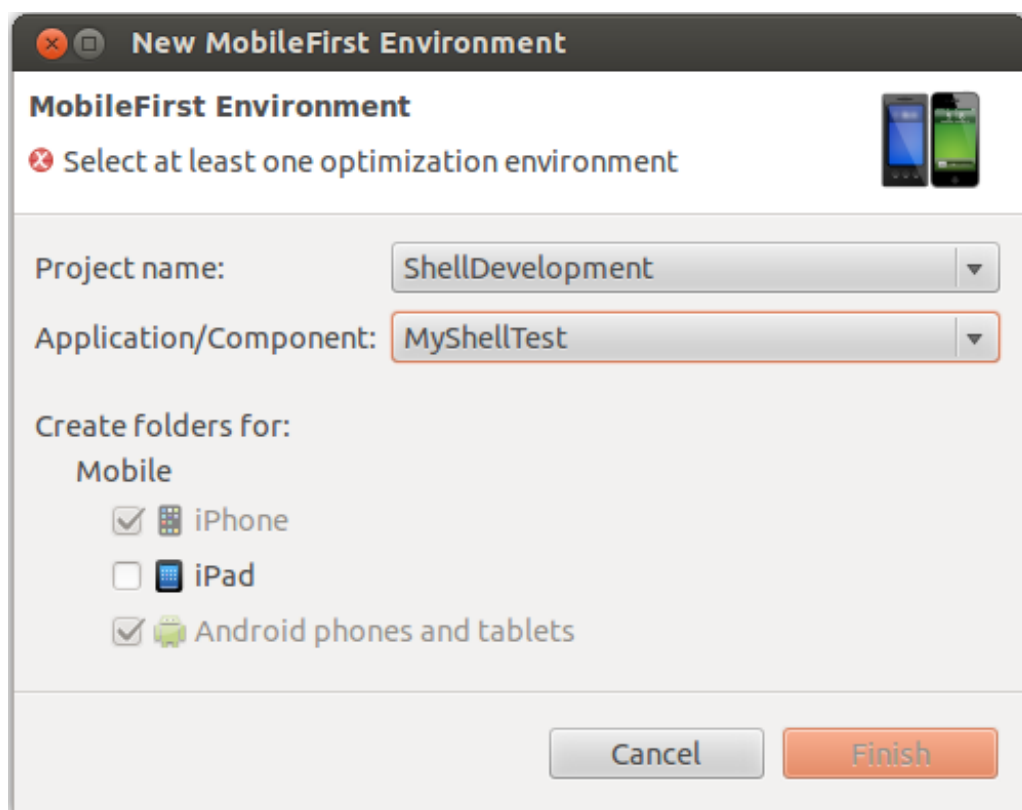 New MobileFirst Environment
MobileFirst Environment
Select at least one optimization environment
Project name: ShellDevelopment
Application/Component: MyShellTest
Create folders for:
Mobile
iPhone
iPad
Android phones and tablets
Cancel Finish